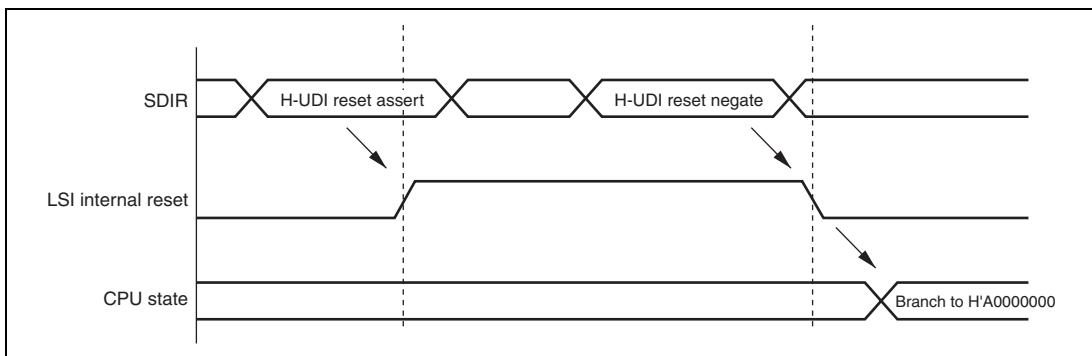 SDIR
H-UDI reset assert
H-UDI reset negate
LSI internal reset
CPU state
Branch to H'A0000000